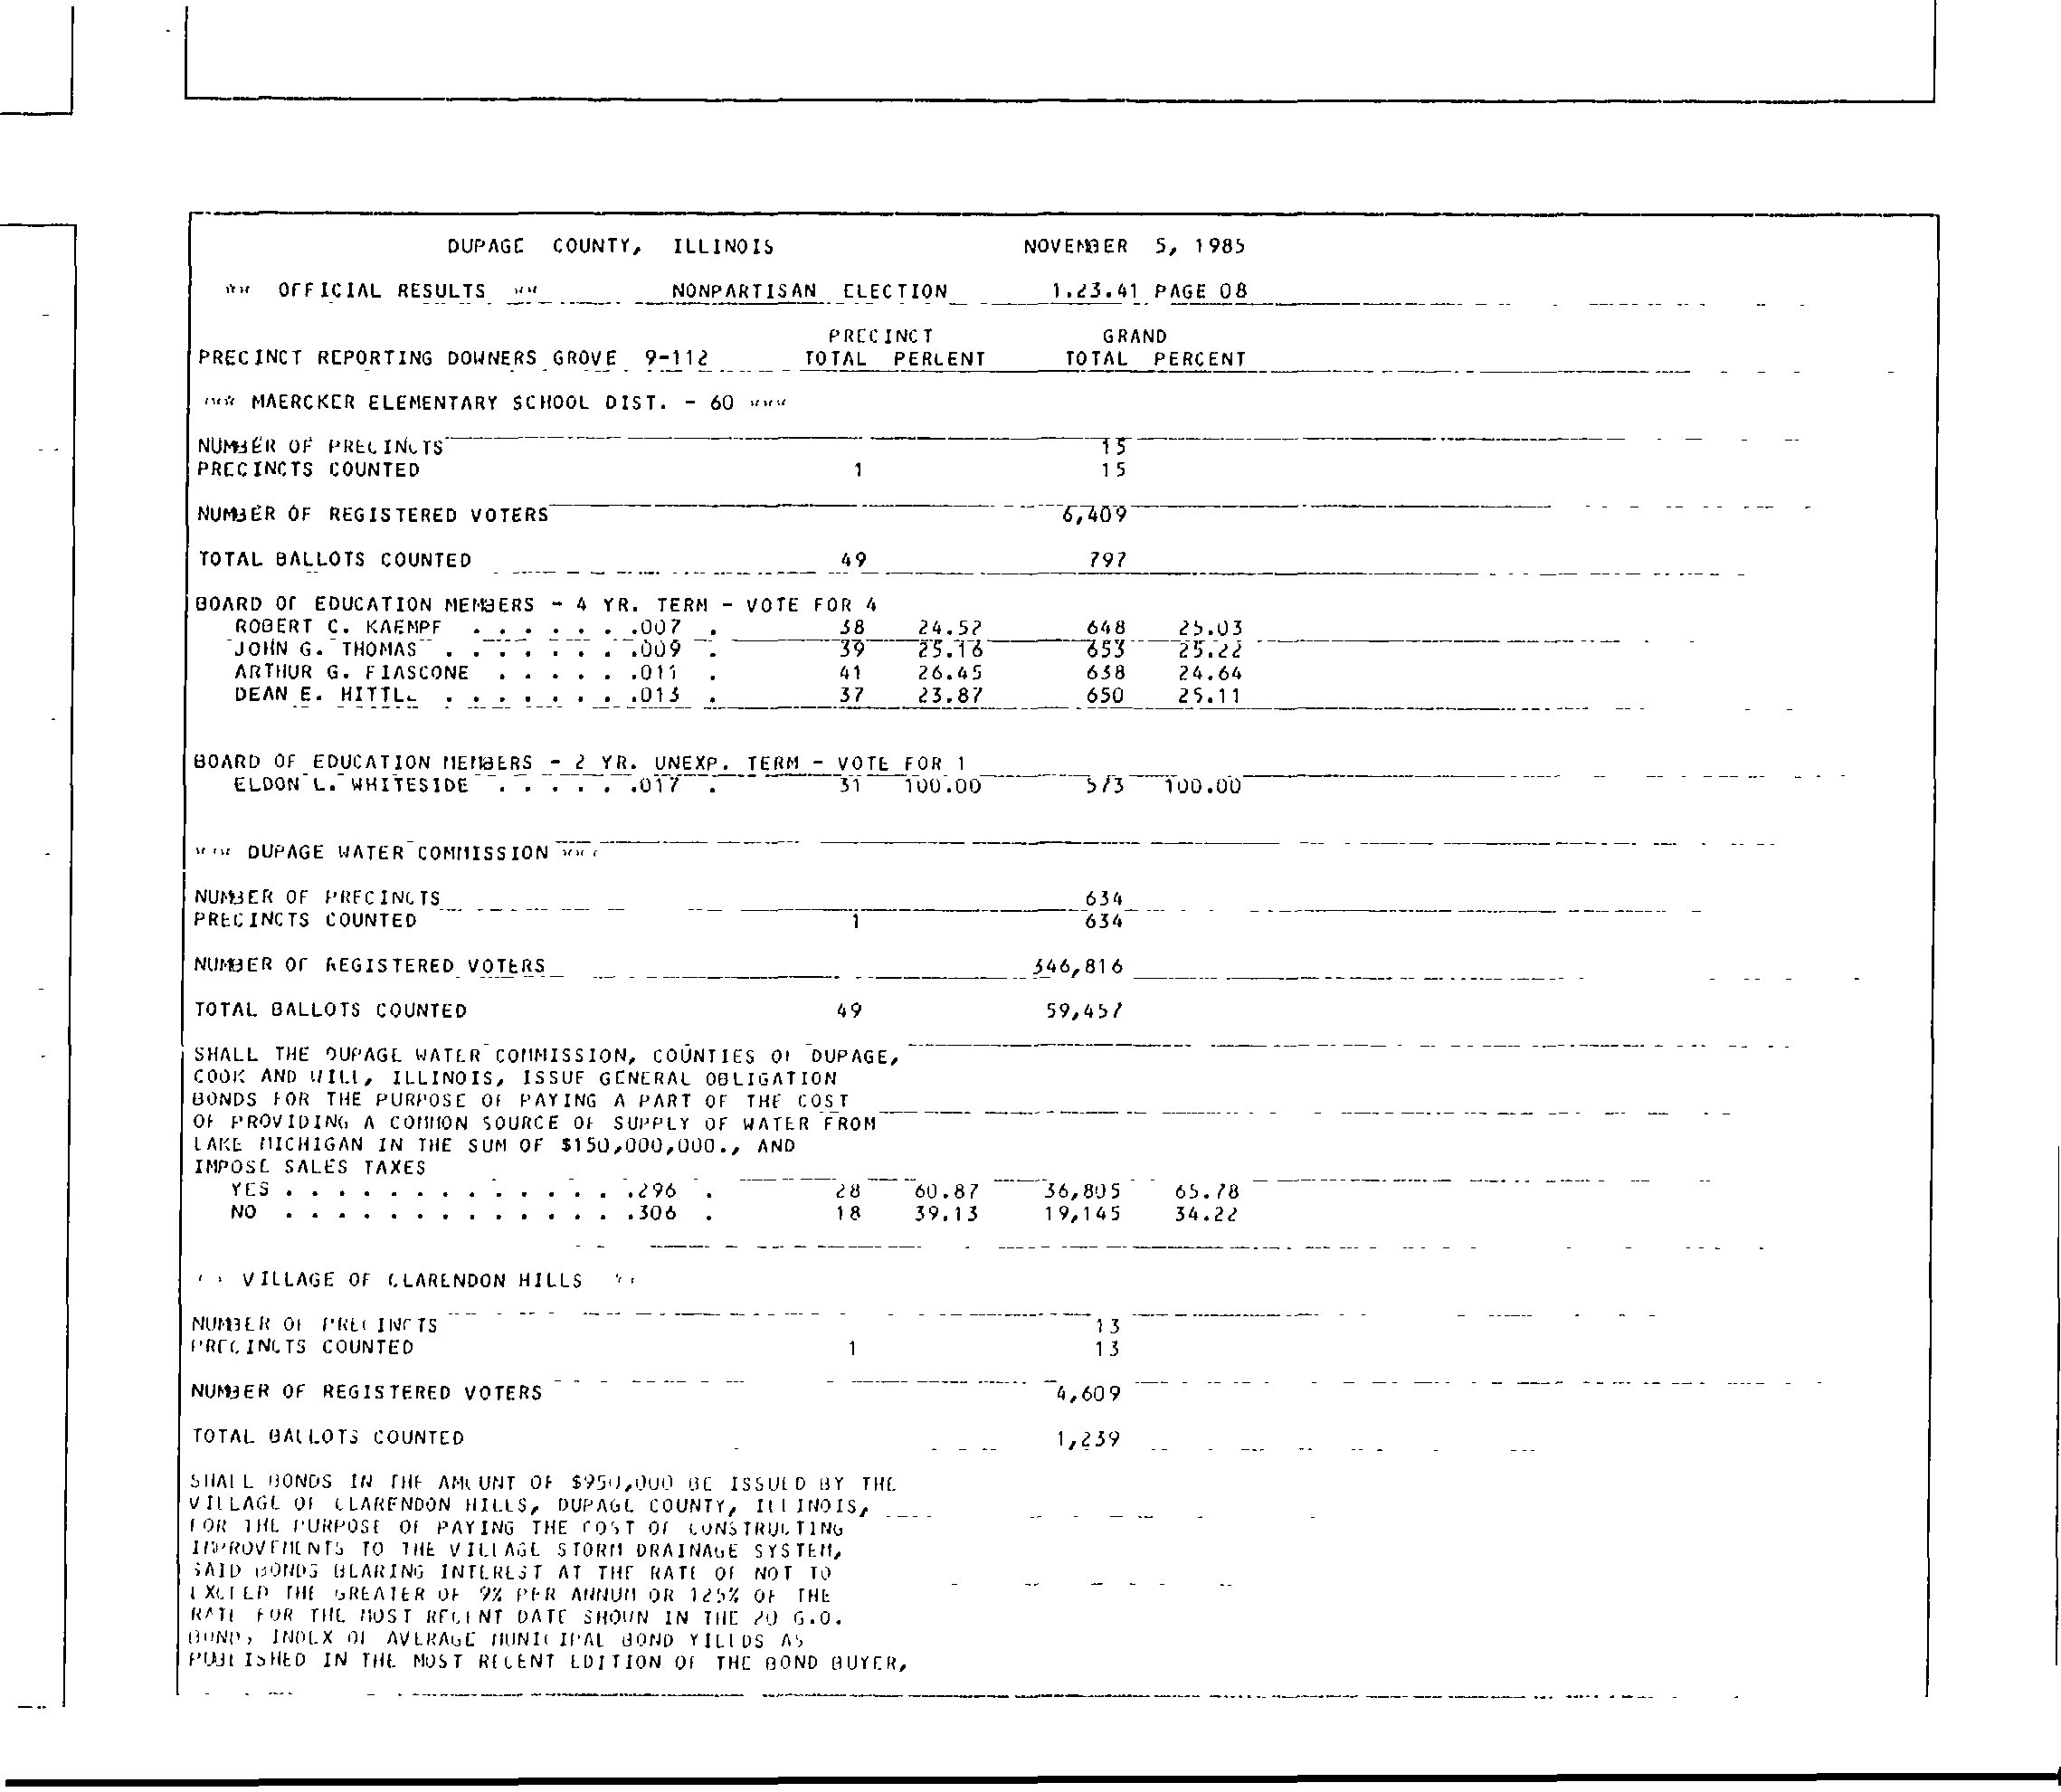 DUPAGE COUNTY, ILLINOIS NOVEMBER 5, 1985
** OFFICIAL RESULTS ** NONPARTISAN ELECTION 1.23.41 PAGE 08
PRECINCT GRAND
PRECINCT REPORTING DOWNERS GROVE 9-112 TOTAL PERCENT TOTAL PERCENT
*** MAERCKER ELEMENTARY SCHOOL DIST. - 60 ***
NUMBER OF PRECINCTS 15
PRECINCTS COUNTED 1 15
NUMBER OF REGISTERED VOTERS 6,409
TOTAL BALLOTS COUNTED 49 797
BOARD OF EDUCATION MEMBERS - 4 YR. TERM - VOTE FOR 4
ROBERT C. KAEMPF . . . . . . .007 . 38 24.52 648 25.03
JOHN G. THOMAS . . . . . . . .009 . 39 25.16 653 25.22
ARTHUR G. FIASCONE . . . . . .011 . 41 26.45 638 24.64
DEAN E. HITTLE . . . . . . . .013 . 37 23.87 650 25.11
BOARD OF EDUCATION MEMBERS - 2 YR. UNEXP. TERM - VOTE FOR 1
ELDON L. WHITESIDE . . . . . .017 . 31 100.00 573 100.00
*** DUPAGE WATER COMMISSION ***
NUMBER OF PRECINCTS 634
PRECINCTS COUNTED 1 634
NUMBER OF REGISTERED VOTERS 346,816
TOTAL BALLOTS COUNTED 49 59,457
SHALL THE DUPAGE WATER COMMISSION, COUNTIES OF DUPAGE,
COOK AND WILL, ILLINOIS, ISSUE GENERAL OBLIGATION
BONDS FOR THE PURPOSE OF PAYING A PART OF THE COST
OF PROVIDING A COMMON SOURCE OF SUPPLY OF WATER FROM
LAKE MICHIGAN IN THE SUM OF $150,000,000., AND
IMPOSE SALES TAXES
YES . . . . . . . . . . . . . .296 . 28 60.87 36,805 65.78
NO . . . . . . . . . . . . . .306 . 18 39.13 19,145 34.22
** VILLAGE OF CLARENDON HILLS **
NUMBER OF PRECINCTS 13
PRECINCTS COUNTED 1 13
NUMBER OF REGISTERED VOTERS 4,609
TOTAL BALLOTS COUNTED 1,239
SHALL BONDS IN THE AMOUNT OF $950,000 BE ISSUED BY THE
VILLAGE OF CLARENDON HILLS, DUPAGE COUNTY, ILLINOIS,
FOR THE PURPOSE OF PAYING THE COST OF CONSTRUCTING
IMPROVEMENTS TO THE VILLAGE STORM DRAINAGE SYSTEM,
SAID BONDS BEARING INTEREST AT THE RATE OF NOT TO
EXCEED THE GREATER OF 9% PER ANNUM OR 125% OF THE
RATE FOR THE MOST RECENT DATE SHOWN IN THE 20 G.O.
BONDS INDEX OF AVERAGE MUNICIPAL BOND YIELDS AS
PUBLISHED IN THE MOST RECENT EDITION OF THE BOND BUYER,